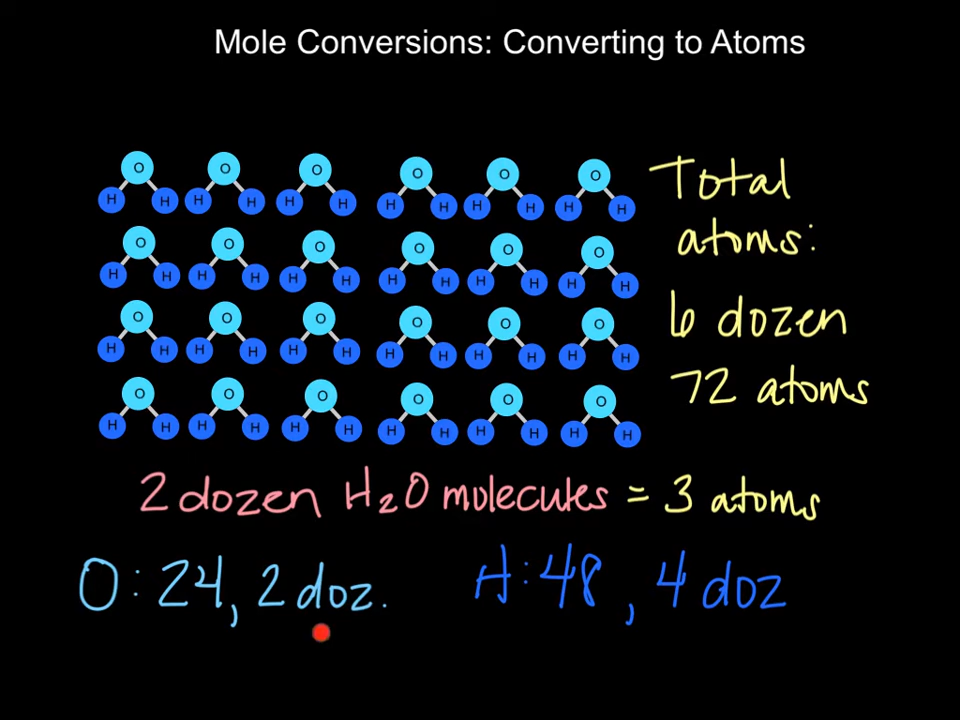 Mole Conversions: Converting to Atoms
O O O O O O
H H H H H H H H H H H H
O O O O O O
H H H H H H H H H H H H
O O O O O O
H H H H H H H H H H H H
O O O O O O
H H H H H H H H H H H H
Total
atoms:
6 dozen
72 atoms
2 dozen H₂O molecules = 3 atoms
O: 24, 2 doz. H: 48, 4 doz